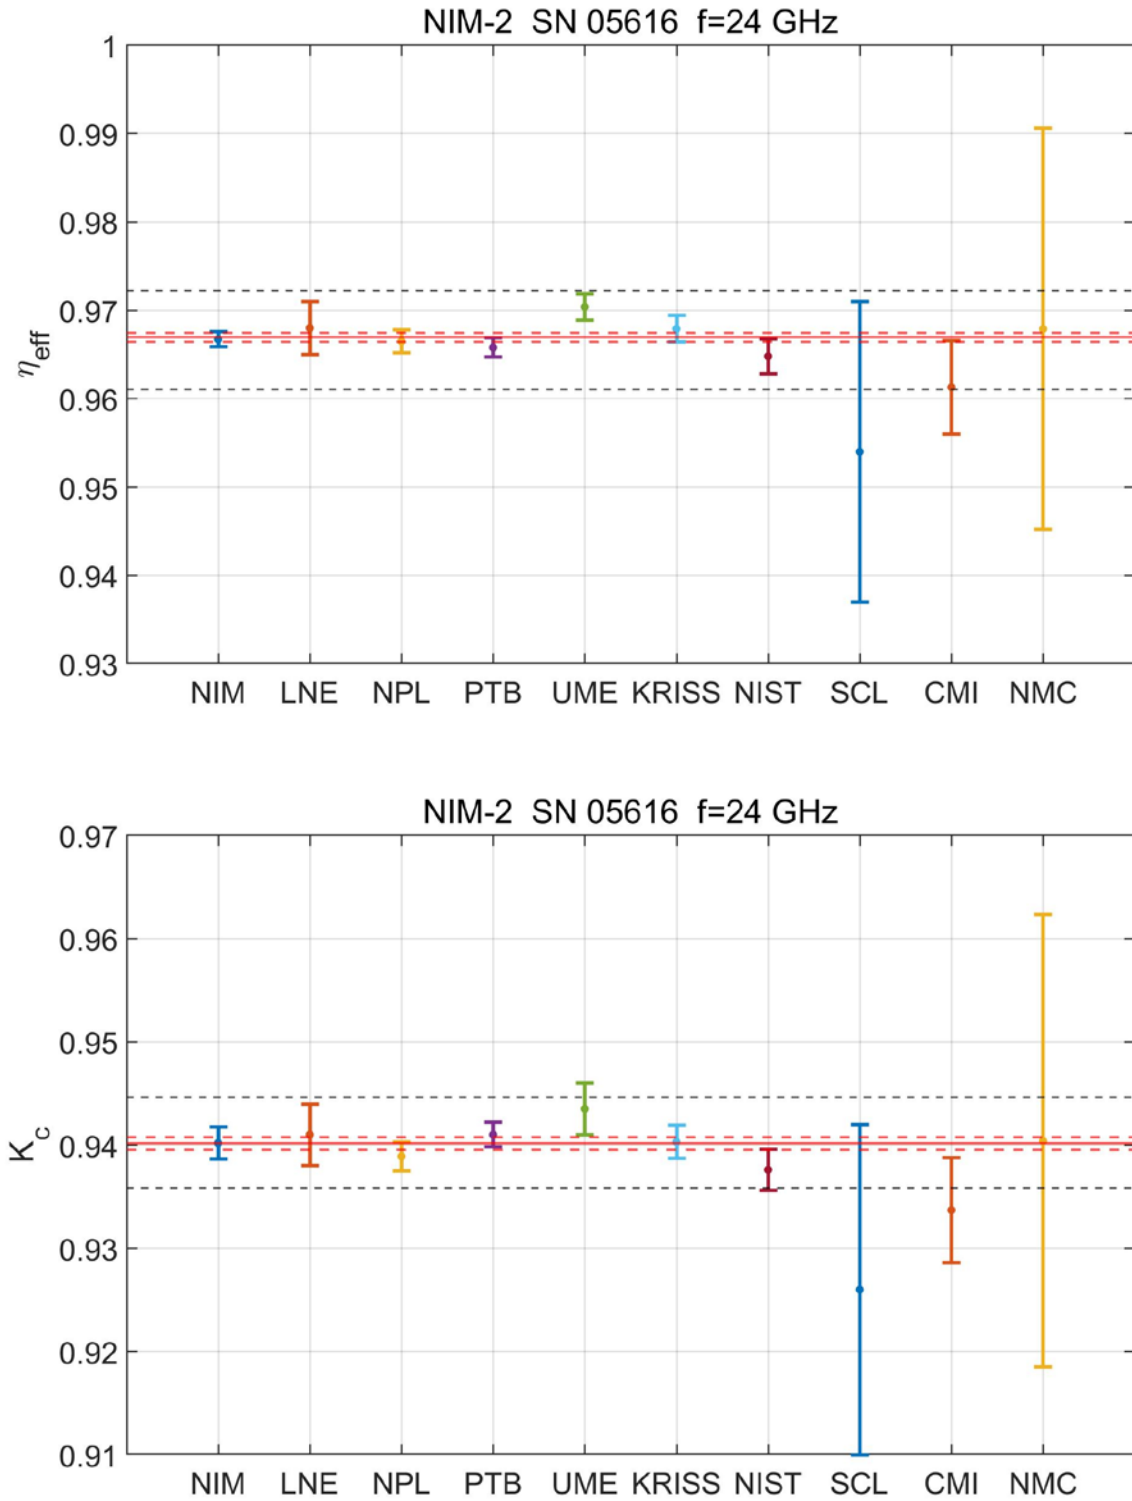 NIM-2 SN 05616 f=24 GHz
1
0.99
0.98
0.97
0.96
0.95
0.94
0.93
ηeff
NIM LNE NPL PTB UME KRISS NIST SCL CMI NMC
NIM-2 SN 05616 f=24 GHz
0.97
0.96
0.95
0.94
0.93
0.92
0.91
Kc
NIM LNE NPL PTB UME KRISS NIST SCL CMI NMC